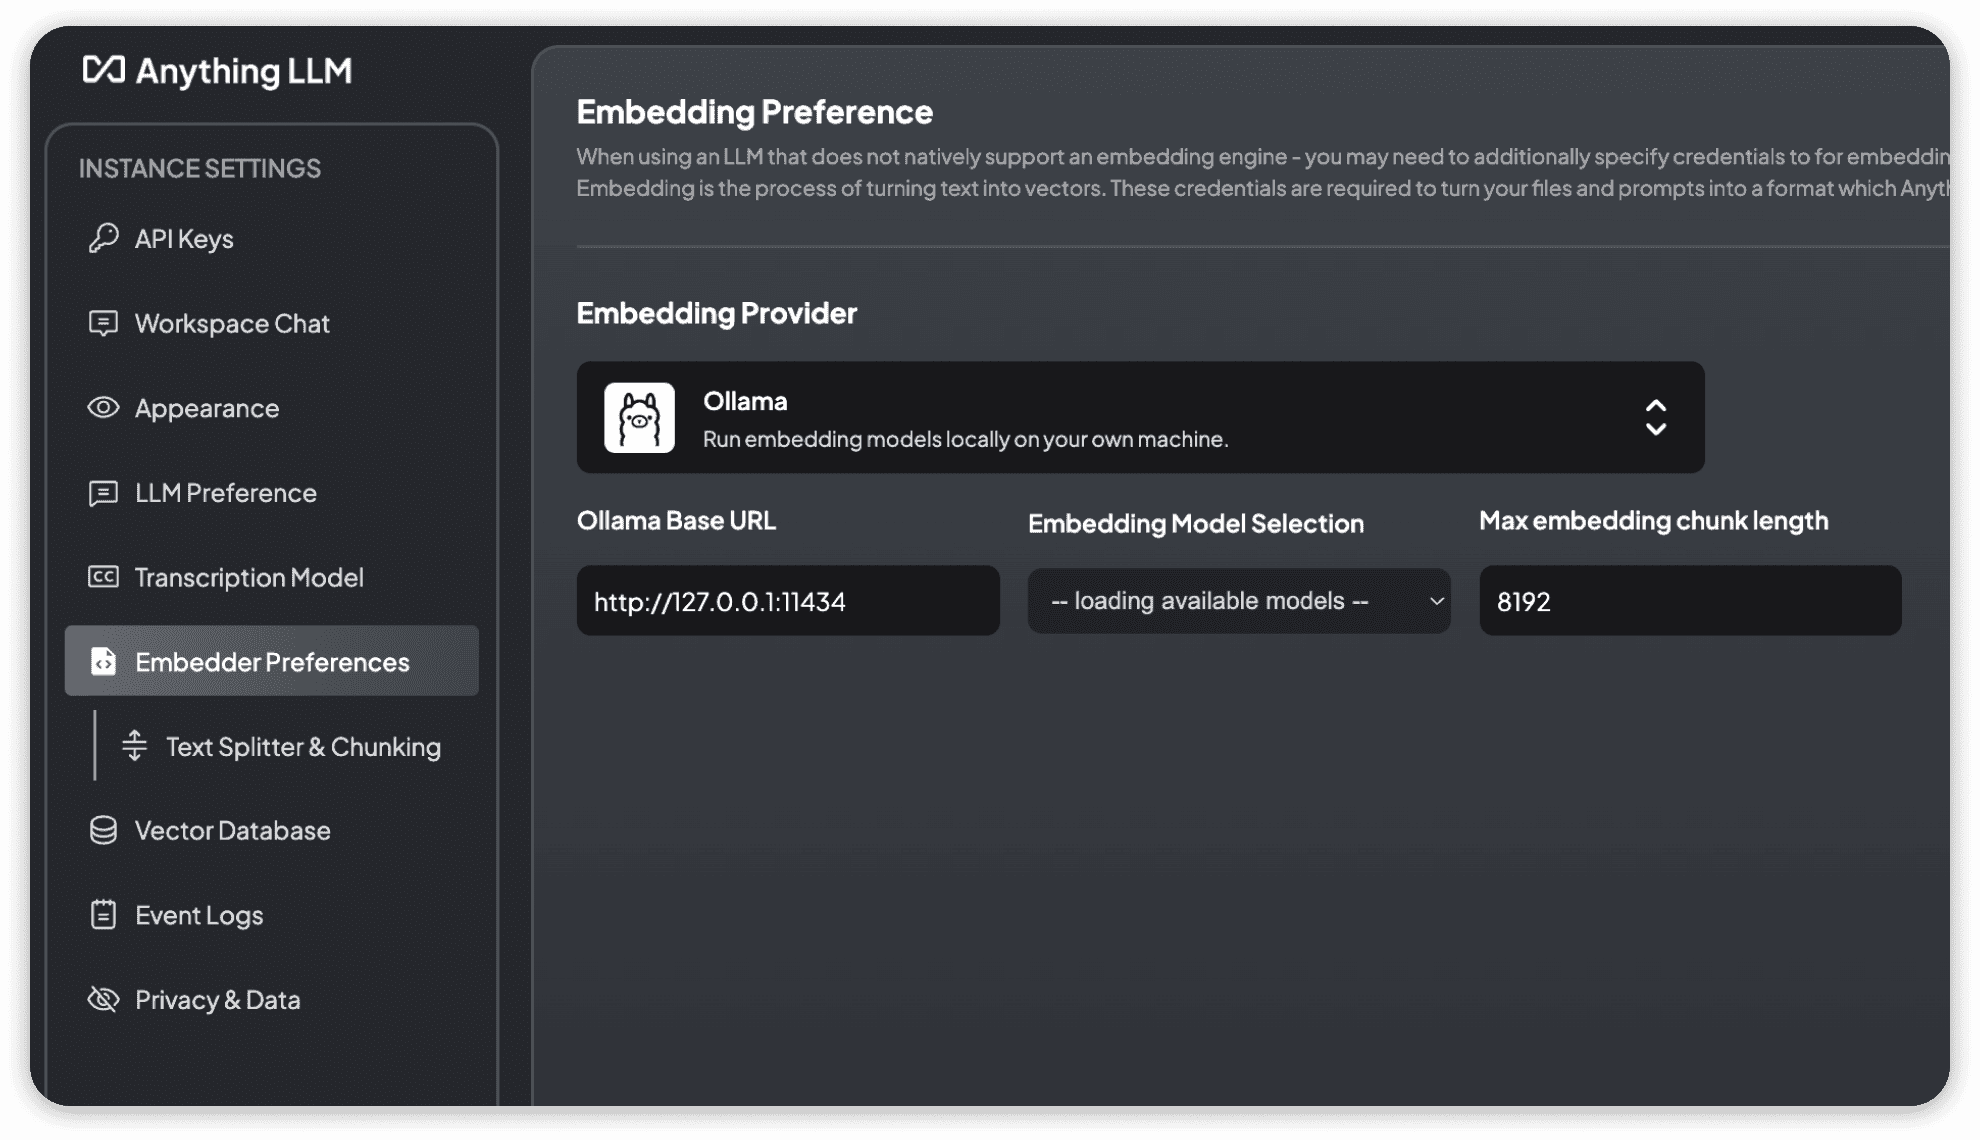 Anything LLM
INSTANCE SETTINGS
API Keys
Workspace Chat
Appearance
LLM Preference
Transcription Model
Embedder Preferences
Text Splitter & Chunking
Vector Database
Event Logs
Privacy & Data
Embedding Preference
When using an LLM that does not natively support an embedding engine - you may need to additionally specify credentials to for embeddin
Embedding is the process of turning text into vectors. These credentials are required to turn your files and prompts into a format which Anyt
Embedding Provider
Ollama
Run embedding models locally on your own machine.
Ollama Base URL
http://127.0.0.1:11434
Embedding Model Selection
-- loading available models --
Max embedding chunk length
8192